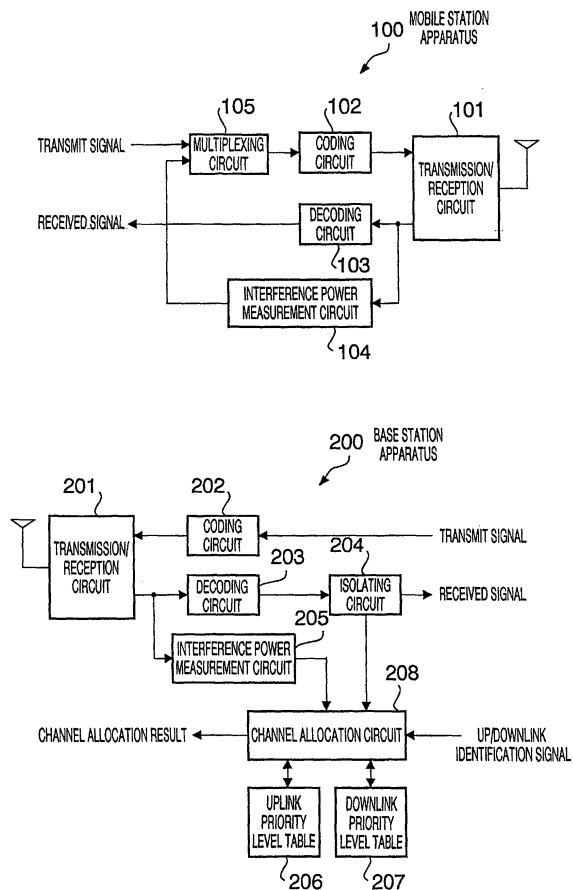 100
MOBILE STATION
APPARATUS
105
102
101
TRANSMIT SIGNAL
MULTIPLEXING
CIRCUIT
CODING
CIRCUIT
TRANSMISSION/
RECEPTION
CIRCUIT
RECEIVED SIGNAL
DECODING
CIRCUIT
103
INTERFERENCE POWER
MEASUREMENT CIRCUIT
104
200
BASE STATION
APPARATUS
201
202
CODING
CIRCUIT
TRANSMIT SIGNAL
TRANSMISSION/
RECEPTION
CIRCUIT
203
204
DECODING
CIRCUIT
ISOLATING
CIRCUIT
RECEIVED SIGNAL
205
INTERFERENCE POWER
MEASUREMENT CIRCUIT
208
CHANNEL ALLOCATION RESULT
CHANNEL ALLOCATION CIRCUIT
UP/DOWNLINK
IDENTIFICATION SIGNAL
UPLINK
PRIORITY
LEVEL TABLE
DOWNLINK
PRIORITY
LEVEL TABLE
206
207